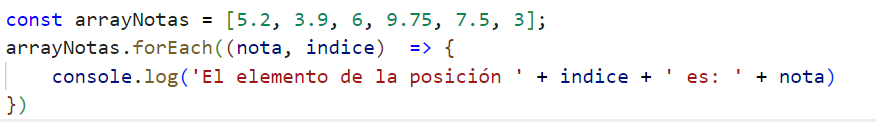 const arrayNotas = [5.2, 3.9, 6, 9.75, 7.5, 3];
arrayNotas.forEach((nota, indice)  => {
    console.log('El elemento de la posición ' + indice + ' es: ' + nota)
})